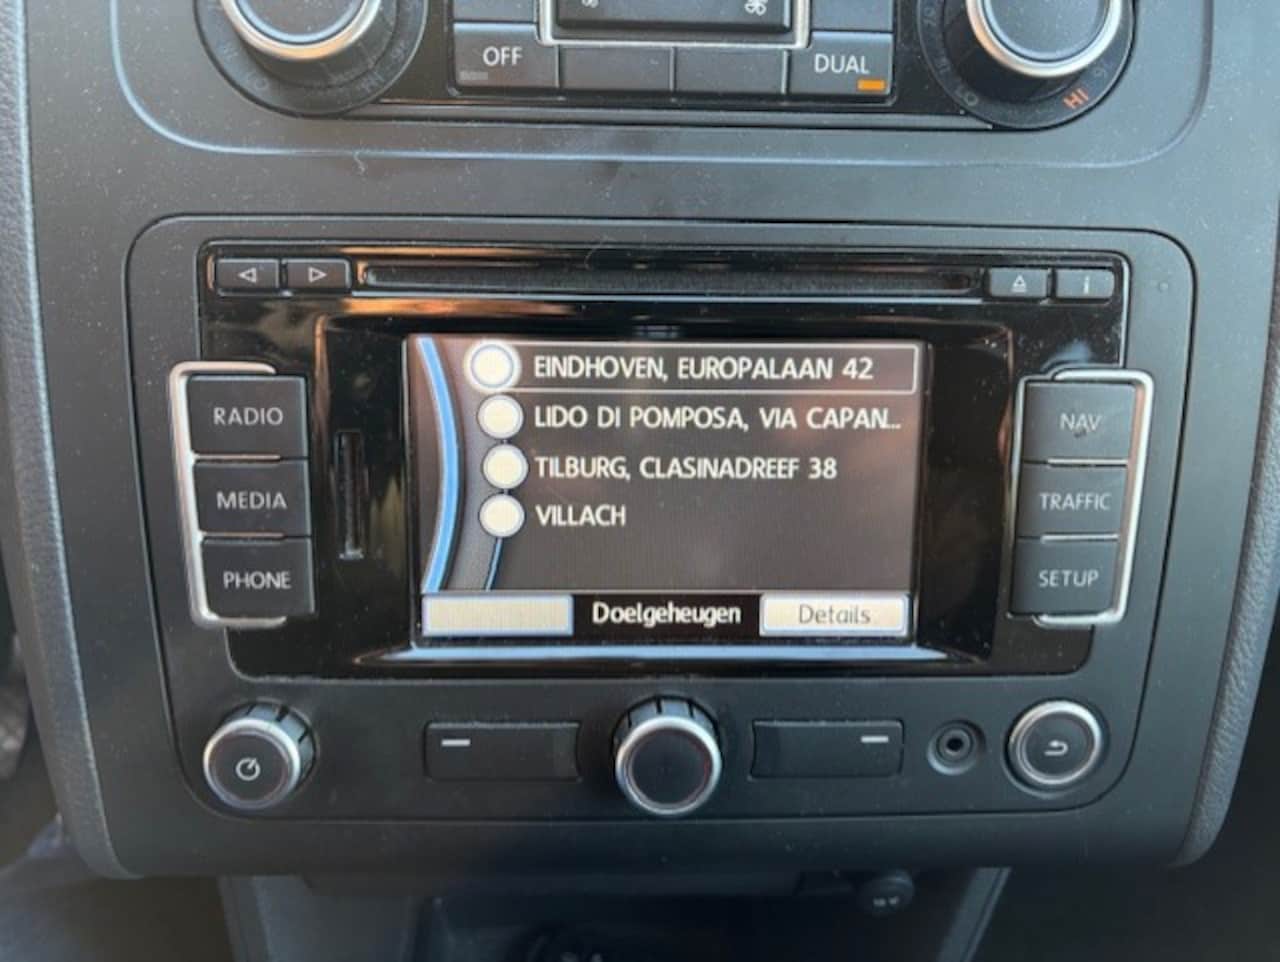 OFF
DUAL
HI
EINDHOVEN, EUROPALAAN 42
LIDO DI POMPOSA, VIA CAPAN...
TILBURG, CLASINADREEF 38
VILLACH
Doelgeheugen
Details
RADIO
MEDIA
PHONE
NAV
TRAFFIC
SETUP